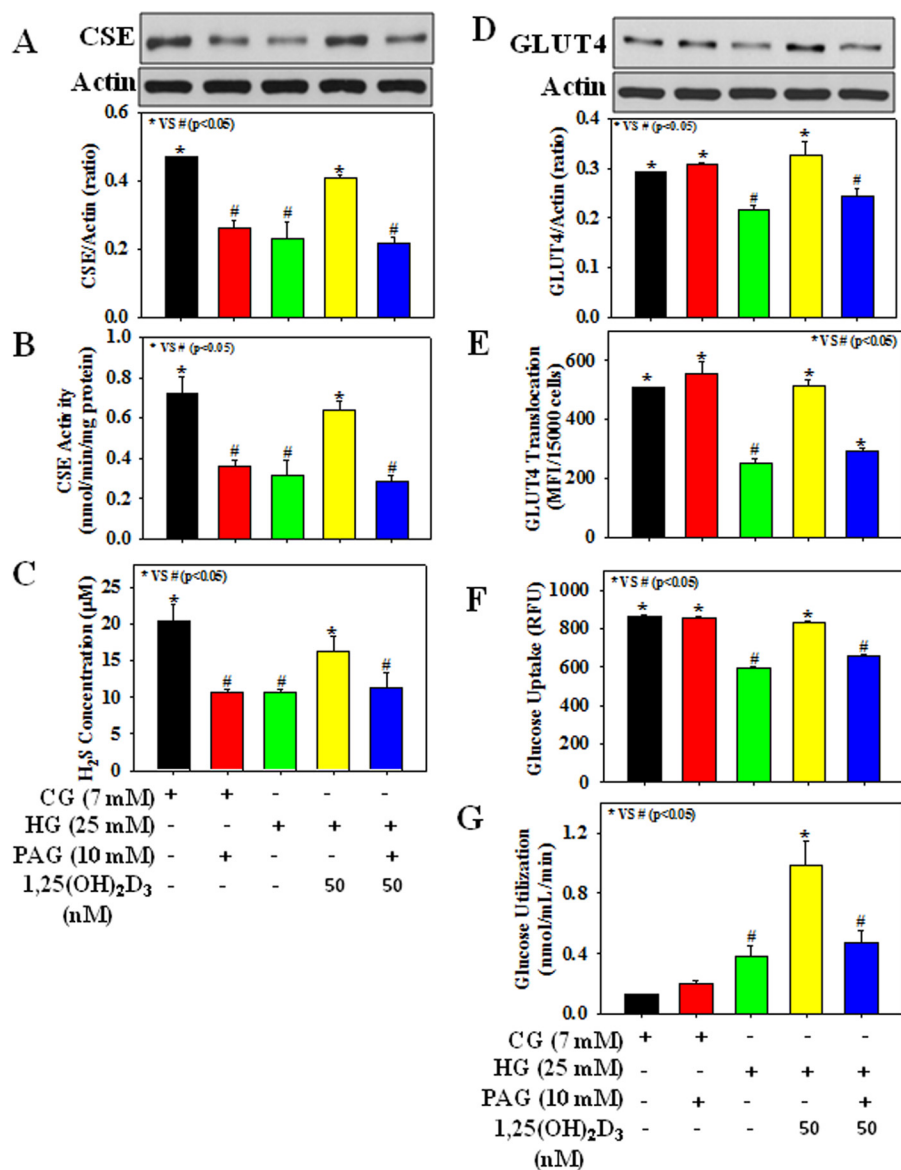 A
CSE
Actin
* VS # (p<0.05)
CSE/Actin (ratio)
0.6
0.4
0.2
0.0
* # # * #
B
* VS # (p<0.05)
CSE Activity
(nmol/min/mg protein)
1.0
0.8
0.6
0.4
0.2
0.0
* # # * #
C
* VS # (p<0.05)
H₂S Concentration (µM)
25
20
15
10
5
0
* # # * #
CG (7 mM) + + - - -
HG (25 mM) - - + + +
PAG (10 mM) - + - - +
1,25(OH)₂D₃ - - - 50 50
(nM)
D
GLUT4
Actin
* VS # (p<0.05)
GLUT4/Actin (ratio)
0.4
0.3
0.2
0.1
0.0
* * # * #
E
* VS # (p<0.05)
GLUT4 Translocation
(MFI/15000 cells)
600
400
200
0
* * # * *
F
* VS # (p<0.05)
Glucose Uptake (RFU)
1000
800
600
400
200
0
* * # * #
G
* VS # (p<0.05)
Glucose Utilization
(nmol/mL/min)
1.2
0.8
0.4
0.0
# * #
CG (7 mM) + + - - -
HG (25 mM) - - + + +
PAG (10 mM) - + - - +
1,25(OH)₂D₃ - - - 50 50
(nM)